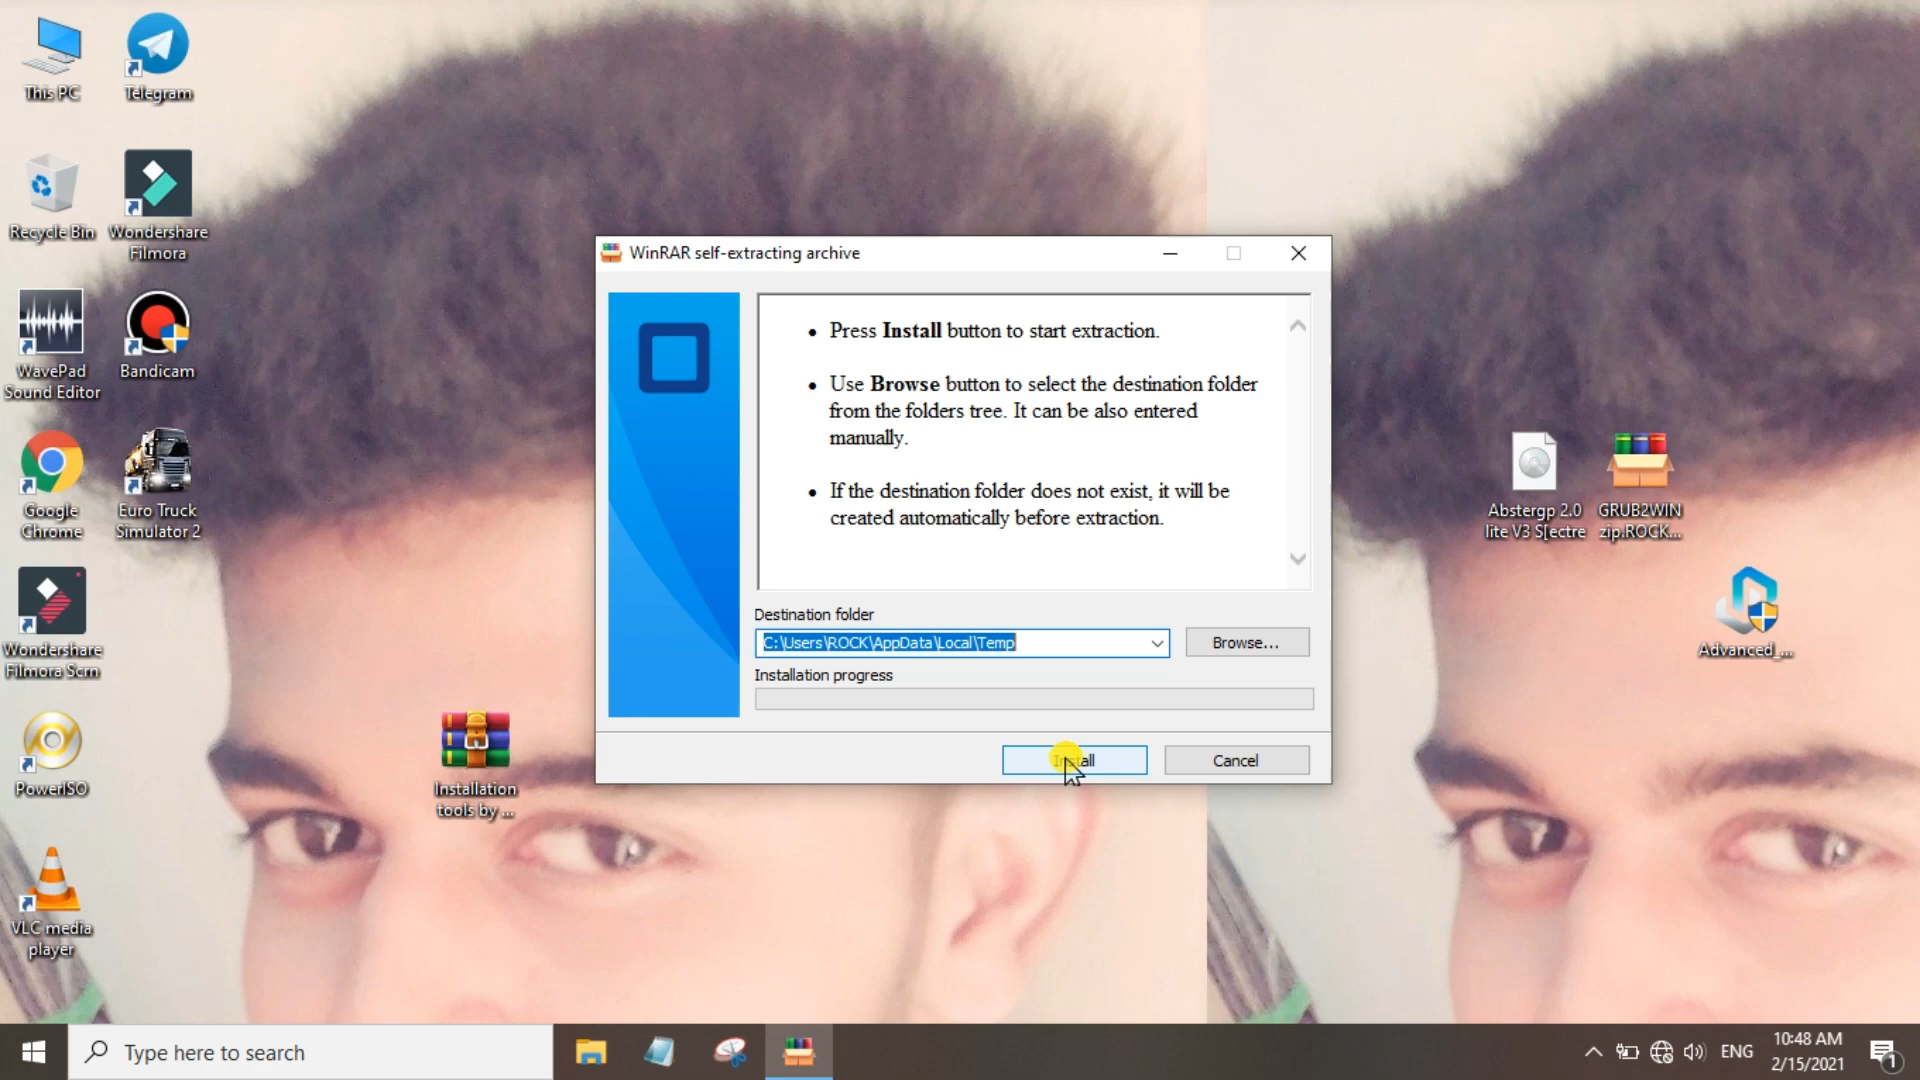 This PC
Telegram
Recycle Bin
Wondershare
Filmora
WavePad
Sound Editor
Bandicam
Google
Chrome
Euro Truck
Simulator 2
Wondershare
Filmora Scrn
PowerISO
VLC media
player
Installation
tools by ...
WinRAR self-extracting archive
• Press Install button to start extraction.
• Use Browse button to select the destination folder
from the folders tree. It can be also entered
manually.
• If the destination folder does not exist, it will be
created automatically before extraction.
Destination folder
C:\Users\ROCK\AppData\Local\Temp
Browse...
Installation progress
Install
Cancel
Abstergp 2.0
lite V3 S[ectre
GRUB2WIN
zip.ROCK...
Advanced_...
Type here to search
ENG
10:48 AM
2/15/2021
1